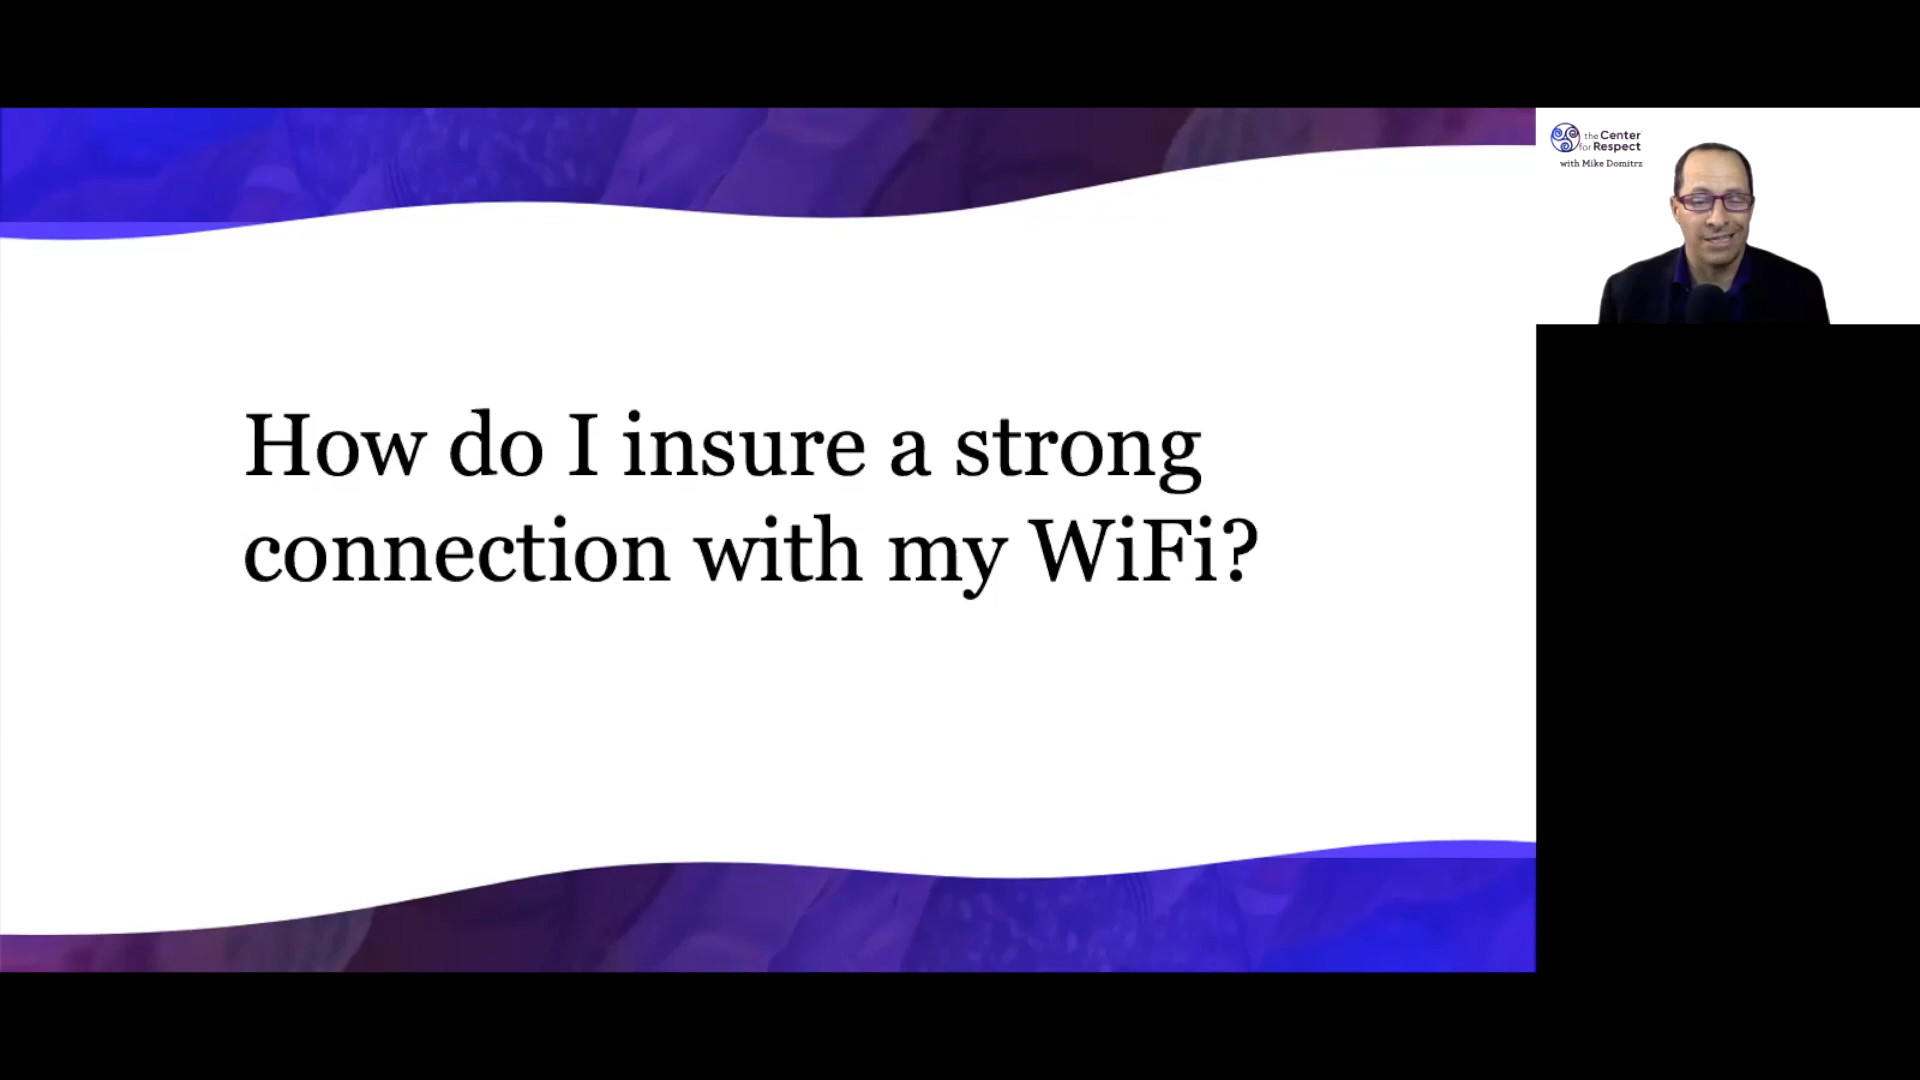 How do I insure a strong
connection with my WiFi?
the Center
for Respect
with Mike Domitrz